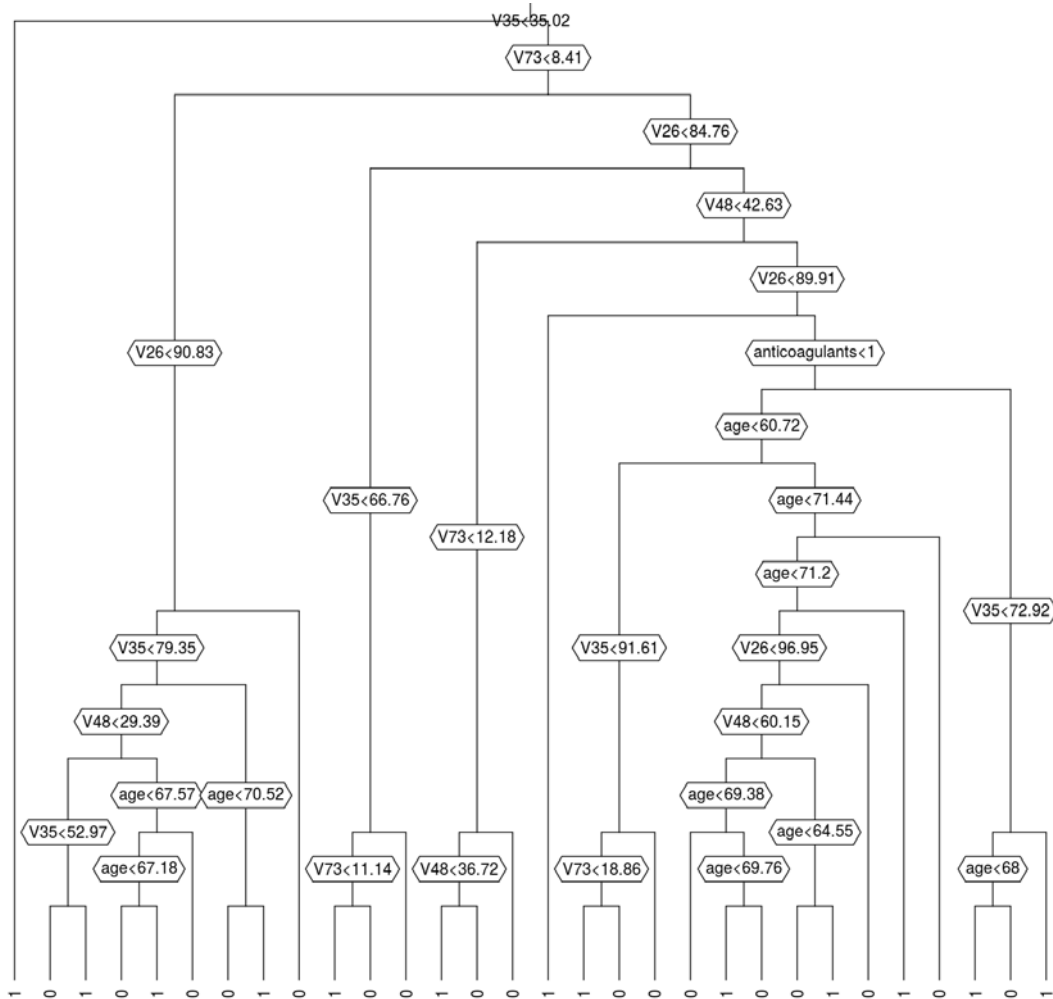 V35<35.02
V73<8.41
V26<84.76
V48<42.63
V26<89.91
V26<90.83
anticoagulants<1
age<60.72
V35<66.76
age<71.44
V73<12.18
age<71.2
V35<72.92
V35<79.35
V35<91.61
V26<96.95
V48<29.39
V48<60.15
age<67.57
age<70.52
age<69.38
V35<52.97
age<64.55
age<67.18
V73<11.14
V48<36.72
V73<18.86
age<69.76
age<68
1 0 1 0 1 0 0 1 0 1 0 0 1 0 0 1 1 0 0 0 1 0 0 1 0 1 0 1 0 1